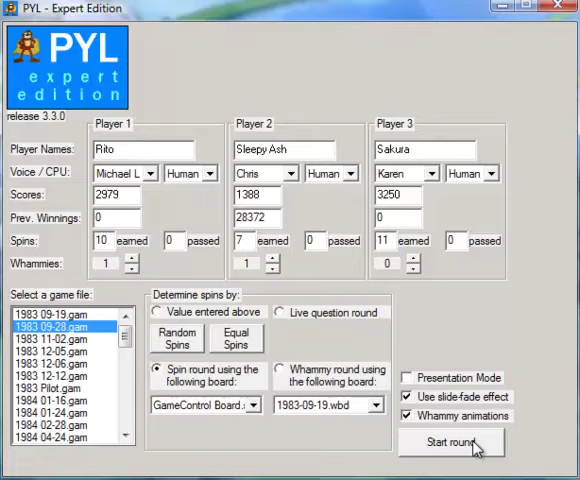 PYL - Expert Edition
PYL
expert
edition
release 3.3.0
Player 1 Player 2 Player 3
Player Names: Rito Sleepy Ash Sakura
Voice / CPU: Michael L Human Chris Human Karen Human
Scores: 2979 1388 3250
Prev. Winnings: 0 28372 0
Spins: 10 earned 0 passed 7 earned 0 passed 11 earned 0 passed
Whammies: 1 1 0
Select a game file:
1983 09-19.gam
1983 09-28.gam
1983 11-02.gam
1983 12-05.gam
1983 12-06.gam
1983 12-12.gam
1983 Pilot.gam
1984 01-16.gam
1984 01-24.gam
1984 02-28.gam
1984 04-24.gam
Determine spins by:
Value entered above Live question round
Random
Spins
Equal
Spins
Spin round using the
following board:
Whammy round using
the following board:
GameControl Board. 1983-09-19.wbd
Presentation Mode
Use slide-fade effect
Whammy animations
Start round